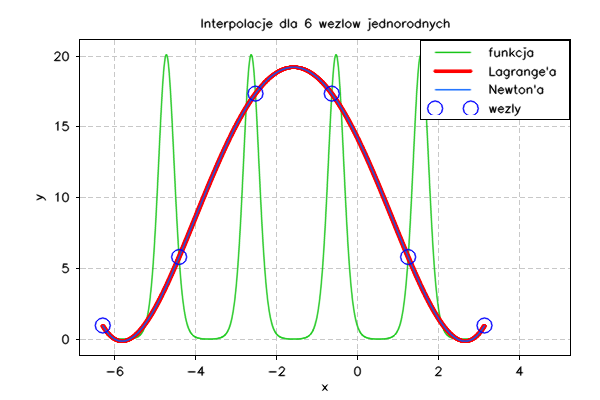 Interpolacje dla 6 wezlow jednorodnych
funkcja
Lagrange'a
Newton'a
wezly
20
15
10
5
0
y
−6 −4 −2 0 2 4
x